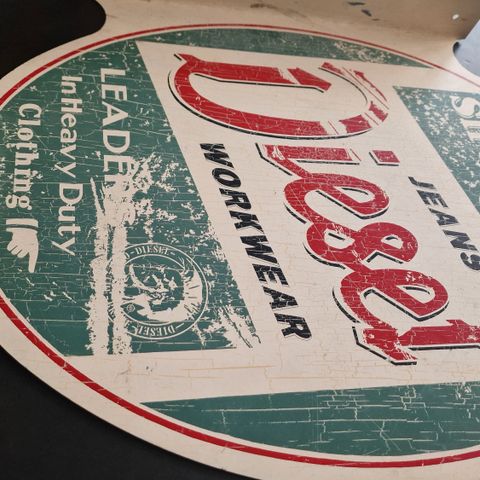 LEADER
In Heavy Duty
Clothing
DIESEL
DIESEL
JEANS
Diesel
WORKWEAR